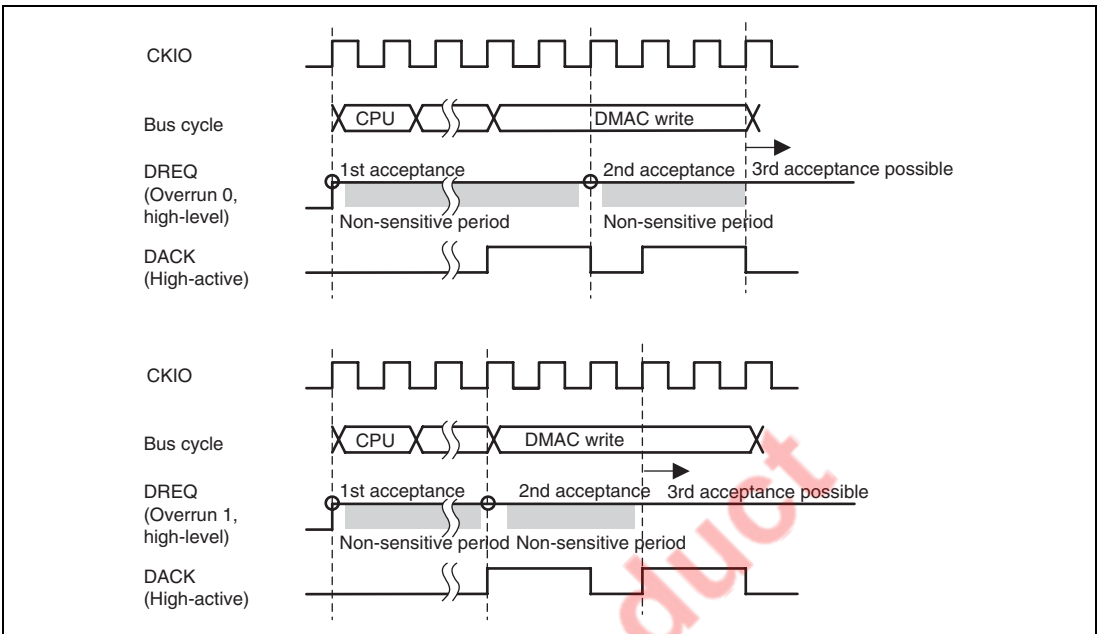 CKIO
Bus cycle
CPU
DMAC write
DREQ
(Overrun 0,
high-level)
1st acceptance
2nd acceptance
3rd acceptance possible
Non-sensitive period
Non-sensitive period
DACK
(High-active)
CKIO
Bus cycle
CPU
DMAC write
DREQ
(Overrun 1,
high-level)
1st acceptance
2nd acceptance
3rd acceptance possible
Non-sensitive period
Non-sensitive period
DACK
(High-active)
duct